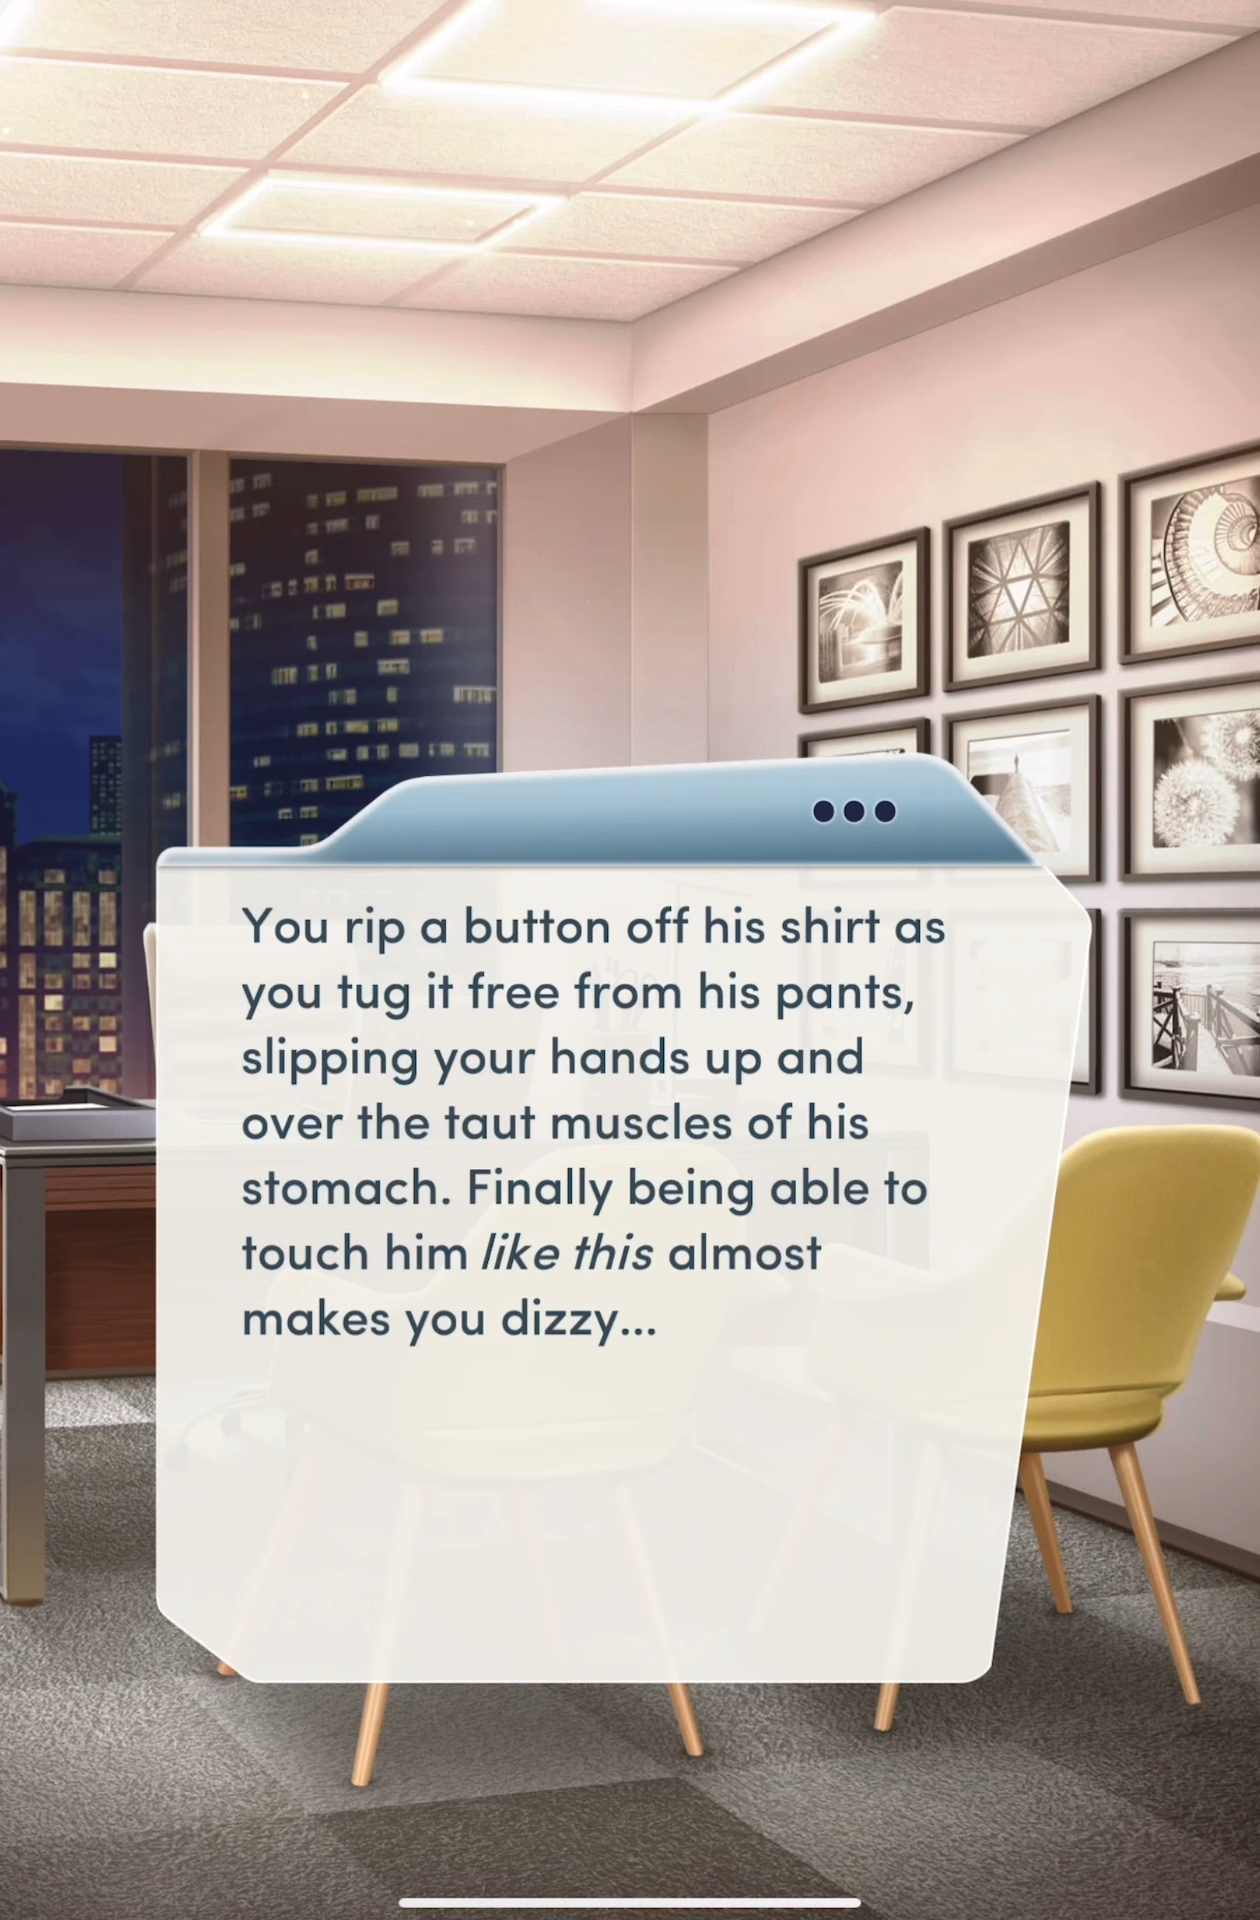 You rip a button off his shirt as
you tug it free from his pants,
slipping your hands up and
over the taut muscles of his
stomach. Finally being able to
touch him like this almost
makes you dizzy...